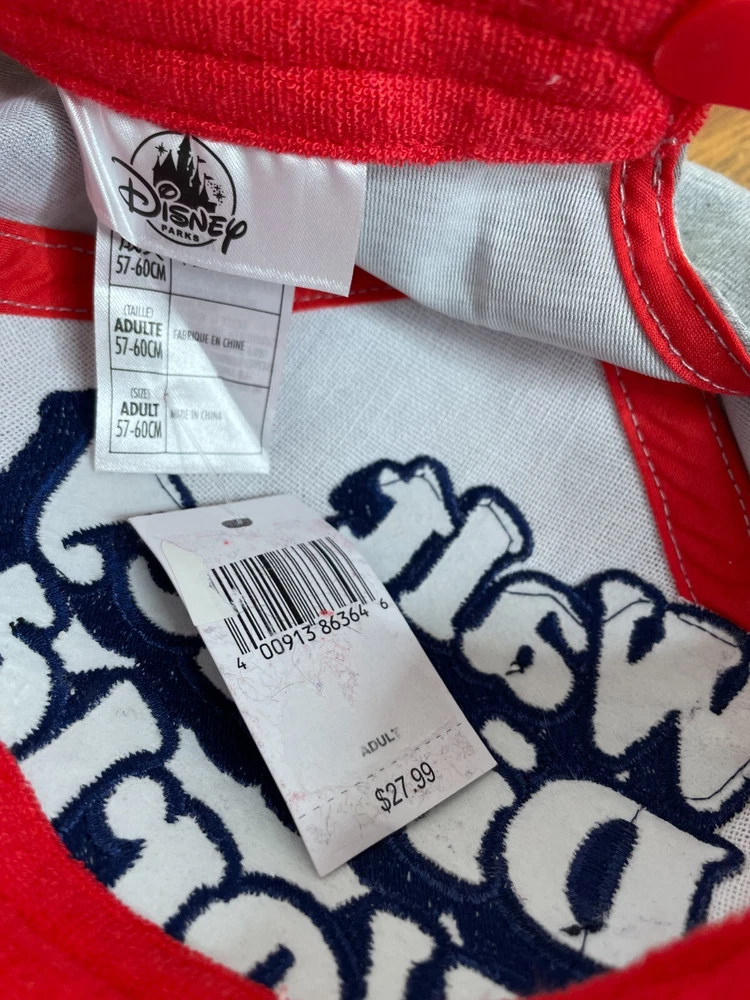 Disney
PARKS
57-60CM
(TAILLE)
ADULTE
57-60CM
FABRIQUE EN CHINE
(SIZE)
ADULT
57-60CM
MADE IN CHINA
4 00913 86364 6
ADULT
$27.99